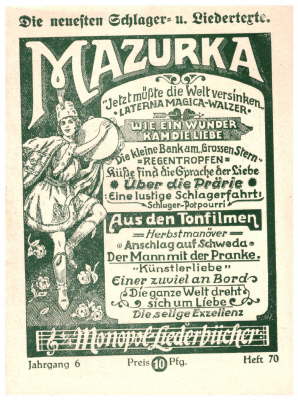 Die neuesten Schlager- u. Liedertexte.
MAZURKA
"Jetzt müßte die Welt versinken..
LATERNA MAGICA-WALZER
WIE EIN WUNDER
KAM DIE LIEBE
Die kleine Bank am Grossen Stern
REGENTROPFEN
Küße sind die Sprache der Liebe
Über die Prärie
Eine lustige Schlagerfahrt
Schlager-Potpourri
Aus den Tonfilmen
Herbstmanöver
Anschlag auf Schweda
Der Mann mit der Pranke.
"Künstlerliebe"
Einer zuviel an Bord
Die ganze Welt dreht
sich um Liebe
Die selige Exzellenz
Monopol-Liederbücher
Jahrgang 6 Preis 10 Pfg. Heft 70